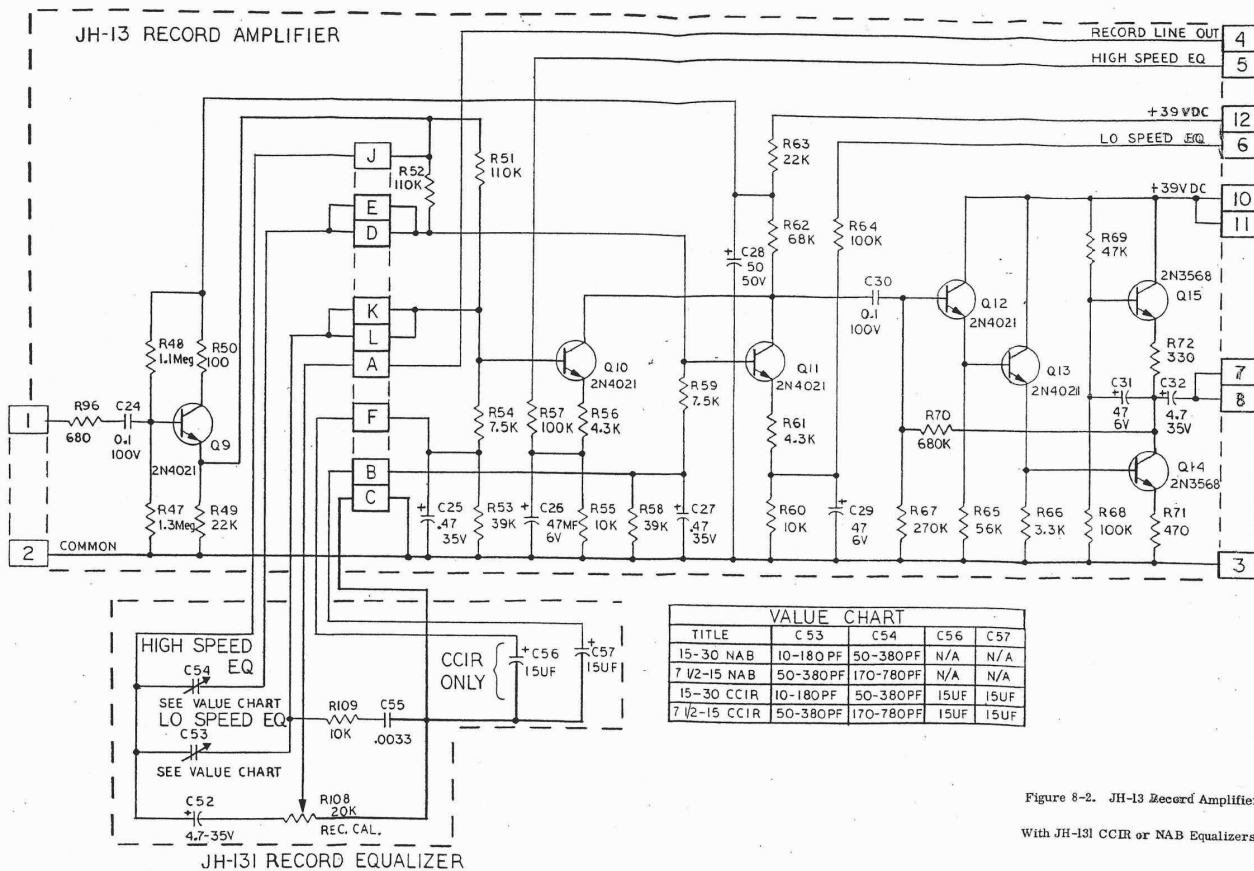 JH-13 RECORD AMPLIFIER
RECORD LINE OUT 4
HIGH SPEED EQ 5
+39 VDC 12
LO SPEED EQ 6
+39VDC 10
11
J
E
D
K
L
A
F
B
C
R52
110K
R51
110K
R63
22K
R62
68K
R64
100K
C28
50
50V
C30
0.1
100V
R69
47K
2N3568
Q15
Q12
2N4021
R48
1.1Meg
R50
100
Q10
2N4021
Q11
2N4021
Q13
2N4021
R72
330
7
8
C31
47
6V
C32
4.7
35V
1
R96
680
C24
0.1
100V
Q9
2N4021
R54
7.5K
R57
100K
R56
4.3K
R59
7.5K
R61
4.3K
R70
680K
Q14
2N3568
R47
1.3Meg
R49
22K
C25
.47
35V
R53
39K
C26
47MF
6V
R55
10K
R58
39K
C27
.47
35V
R60
10K
C29
47
6V
R67
270K
R65
56K
R66
3.3K
R68
100K
R71
470
2 COMMON
3
HIGH SPEED
EQ
C54
SEE VALUE CHART
LO SPEED EQ
C53
SEE VALUE CHART
R109
10K
C55
.0033
CCIR
ONLY
C56
15UF
C57
15UF
C52
4.7-35V
R108
20K
REC. CAL.
JH-131 RECORD EQUALIZER
VALUE CHART
TITLE C53 C54 C56 C57
15-30 NAB 10-180PF 50-380PF N/A N/A
7 1/2-15 NAB 50-380PF 170-780PF N/A N/A
15-30 CCIR 10-180PF 50-380PF 15UF 15UF
7 1/2-15 CCIR 50-380PF 170-780PF 15UF 15UF
Figure 8-2. JH-13 Record Amplifier
With JH-131 CCIR or NAB Equalizers